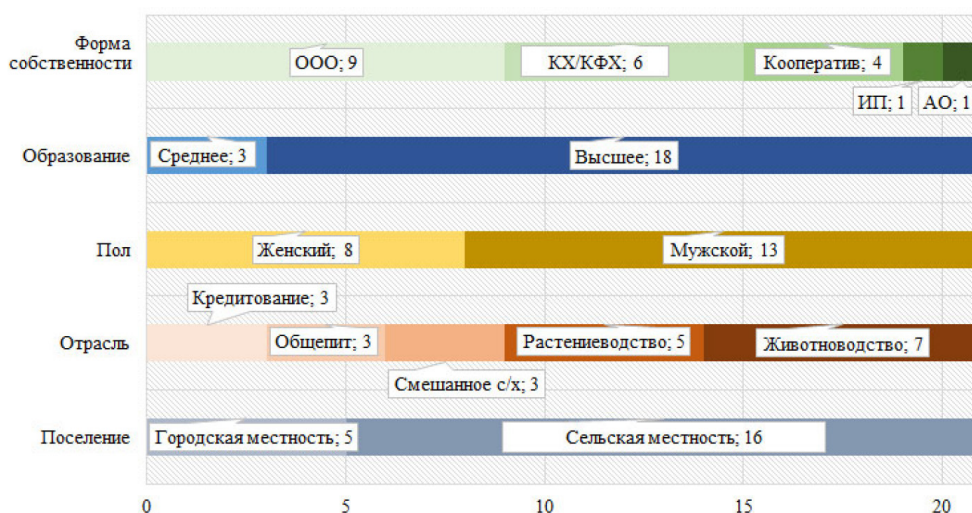 Форма
собственности
ООО; 9
КХ/КФХ; 6
Кооператив; 4
ИП; 1
АО; 1
Образование
Среднее; 3
Высшее; 18
Пол
Женский; 8
Мужской; 13
Кредитование; 3
Отрасль
Общепит; 3
Растениеводство; 5
Животноводство; 7
Смешанное с/х; 3
Поселение
Городская местность; 5
Сельская местность; 16
0
5
10
15
20